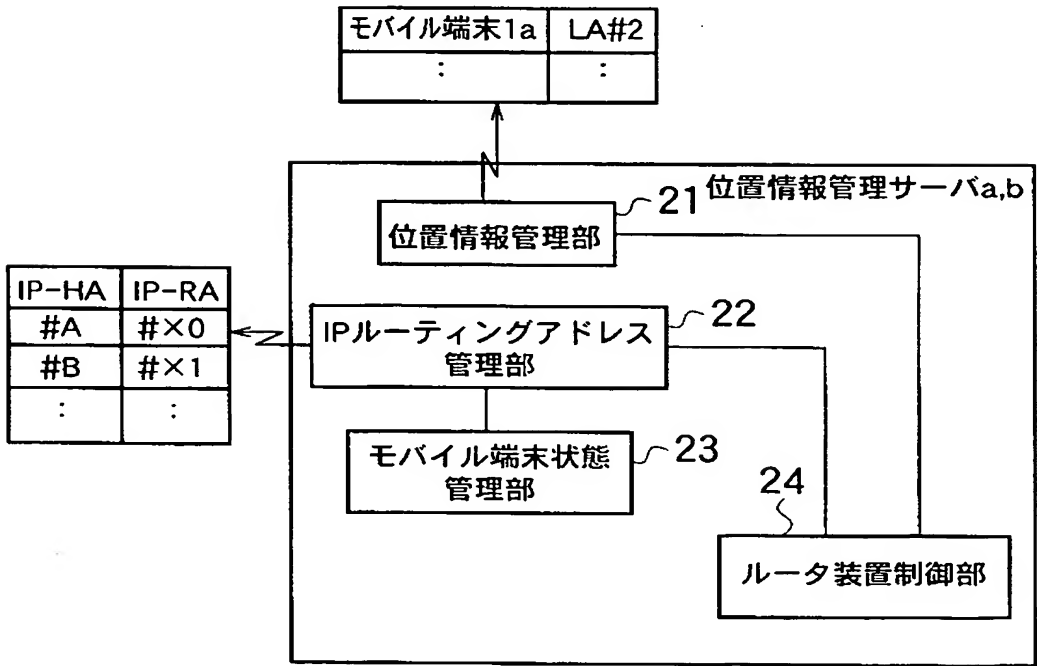 モバイル端末1a LA#2
: :
位置情報管理サーバa,b
21
位置情報管理部
IP-HA IP-RA
#A #×0
#B #×1
: :
22
IPルーティングアドレス
管理部
23
モバイル端末状態
管理部
24
ルータ装置制御部